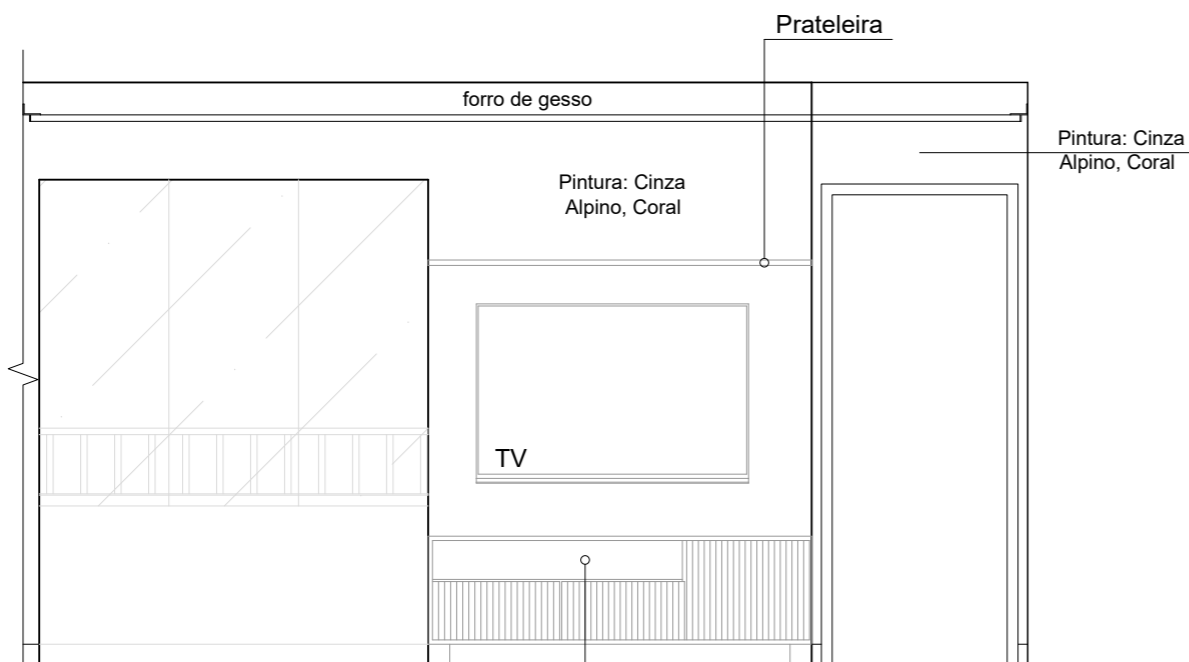 Prateleira
forro de gesso
Pintura: Cinza
Alpino, Coral
Pintura: Cinza
Alpino, Coral
TV